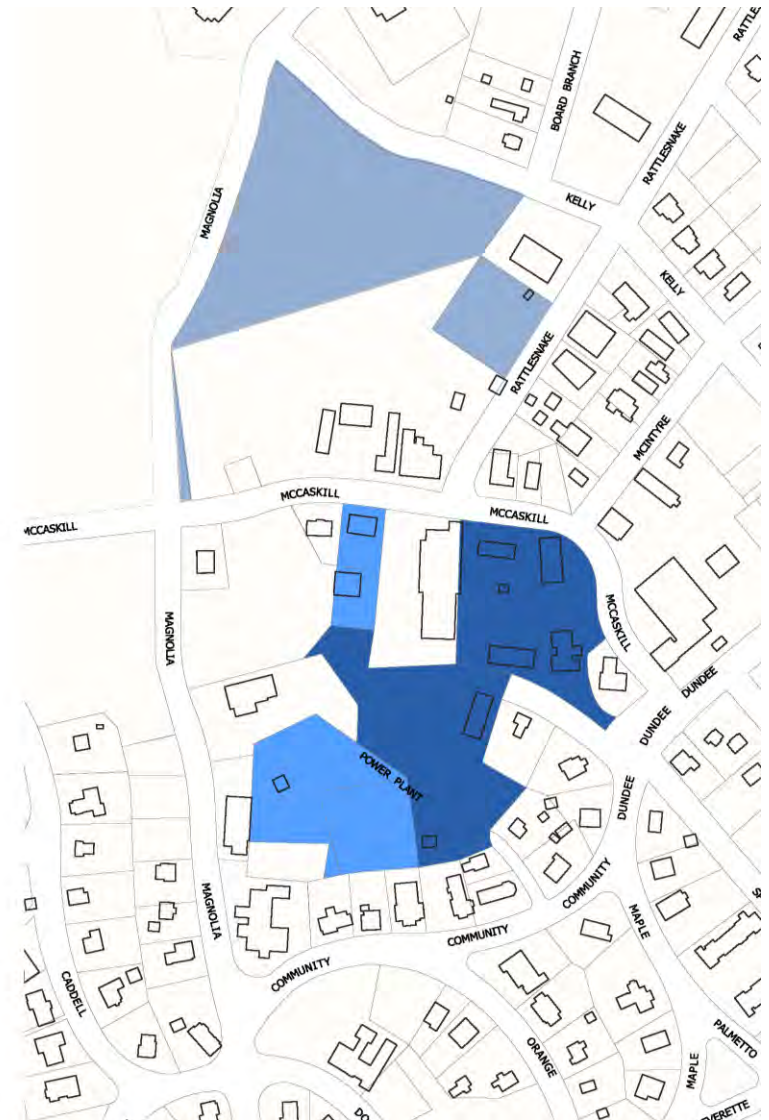 BOARD BRANCH
RATTLESNAKE
MAGNOLIA
KELLY
KELLY
RATTLESNAKE
MCINTYRE
MCCASKILL
MCCASKILL
MCCASKILL
MCCASKILL
MAGNOLIA
DUNDEE
DUNDEE
POWER PLANT
DUNDEE
COMMUNITY
MAGNOLIA
MAPLE
COMMUNITY
COMMUNITY
CADDELL
ORANGE
PALMETTO
MAPLE